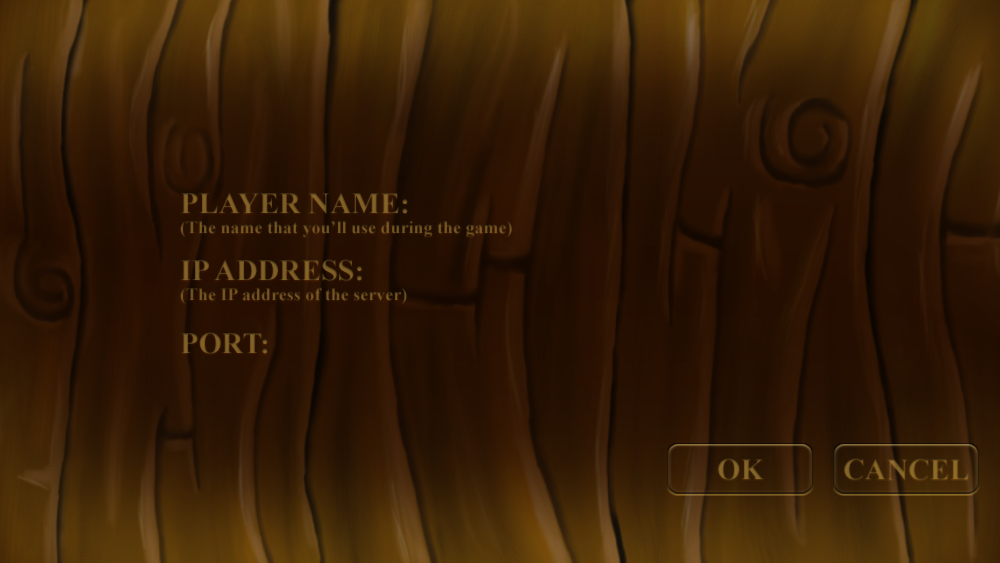 PLAYER NAME:
(The name that you'll use during the game)
IP ADDRESS:
(The IP address of the server)
PORT:
OK
CANCEL